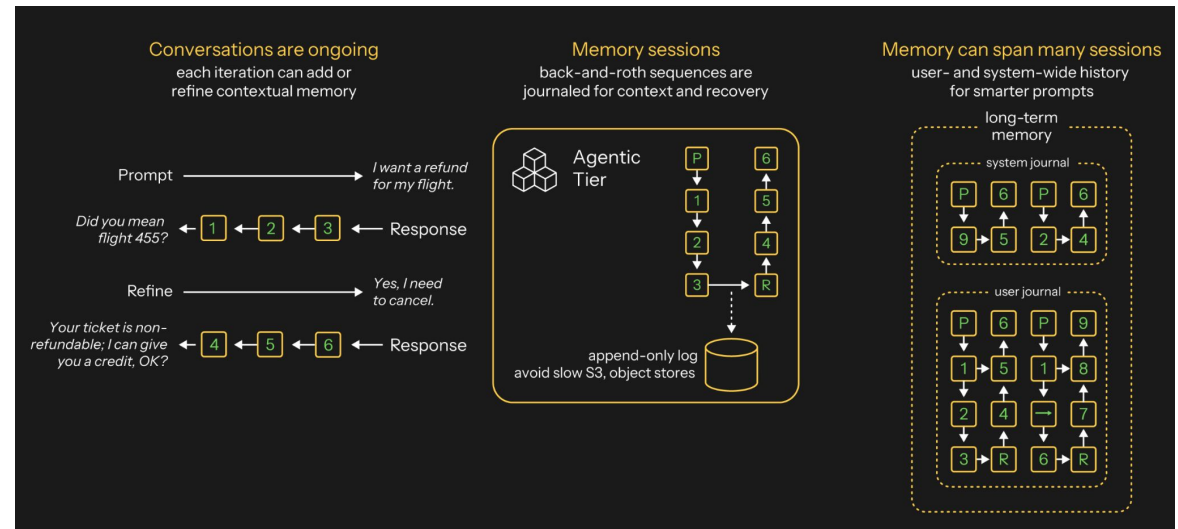 Conversations are ongoing
each iteration can add or
refine contextual memory
Prompt
I want a refund
for my flight.
Did you mean
flight 455?
1 2 3
Response
Refine
Yes, I need
to cancel.
Your ticket is non-
refundable; I can give
you a credit, OK?
4 5 6
Response
Memory sessions
back-and-roth sequences are
journaled for context and recovery
Agentic
Tier
P 6
1 5
2 4
3 R
append-only log
avoid slow S3, object stores
Memory can span many sessions
user- and system-wide history
for smarter prompts
long-term
memory
system journal
P 6 P 6
9 5 2 4
user journal
P 6 P 9
1 5 1 8
2 4 → 7
3 R 6 R